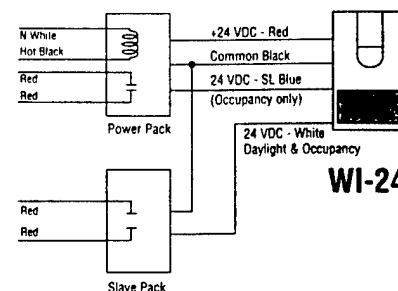 N White
Hot Black
Red
Red
Power Pack
+24 VDC - Red
Common Black
24 VDC - SL Blue
(Occupancy only)
24 VDC - White
Daylight & Occupancy
WI-24
Red
Red
Slave Pack